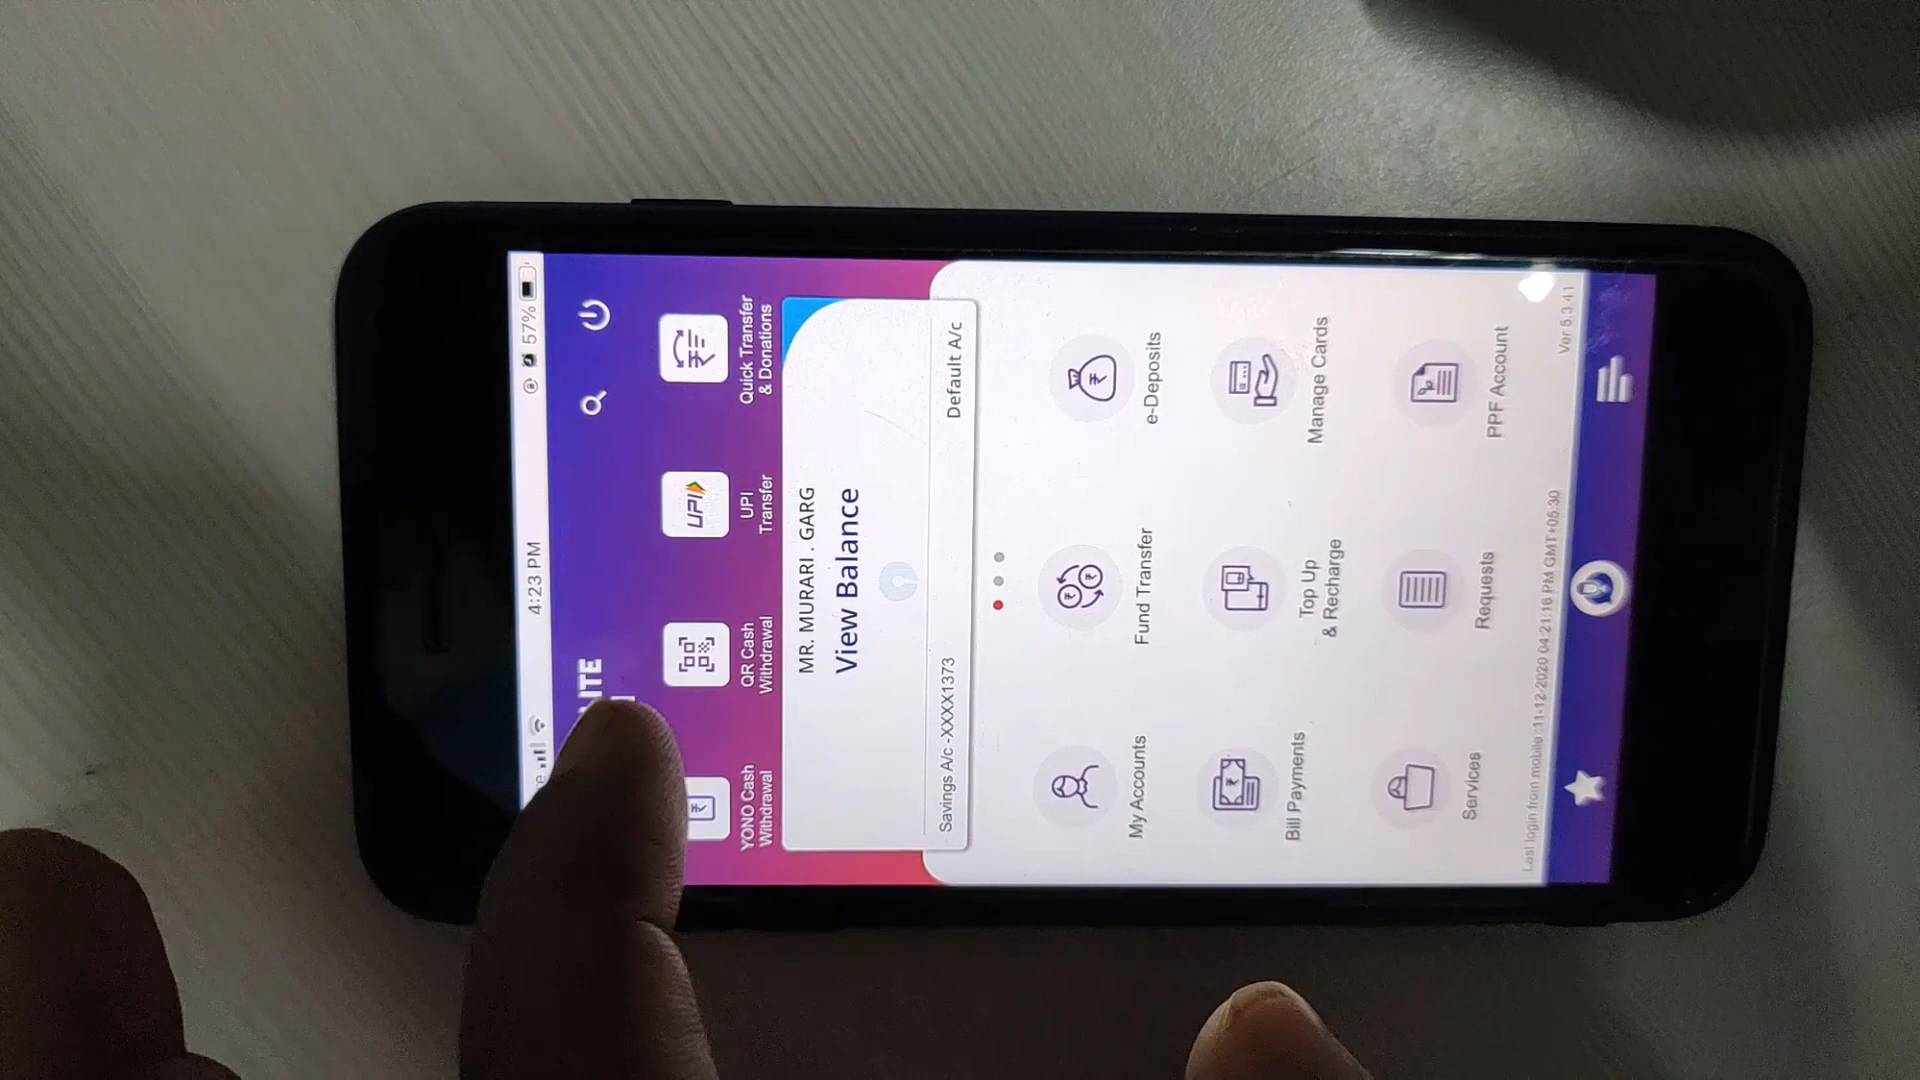 4:23 PM
57%
LITE
YONO Cash
Withdrawal
QR Cash
Withdrawal
UPI
UPI
Transfer
Quick Transfer
& Donations
MR. MURARI . GARG
View Balance
Savings A/c -XXXX1373
Default A/c
My Accounts
Fund Transfer
e-Deposits
Bill Payments
Top Up
& Recharge
Manage Cards
Services
Requests
PPF Account
Last login from mobile :11-12-2020 04:21:16 PM GMT+05:30
Ver 5.3.41